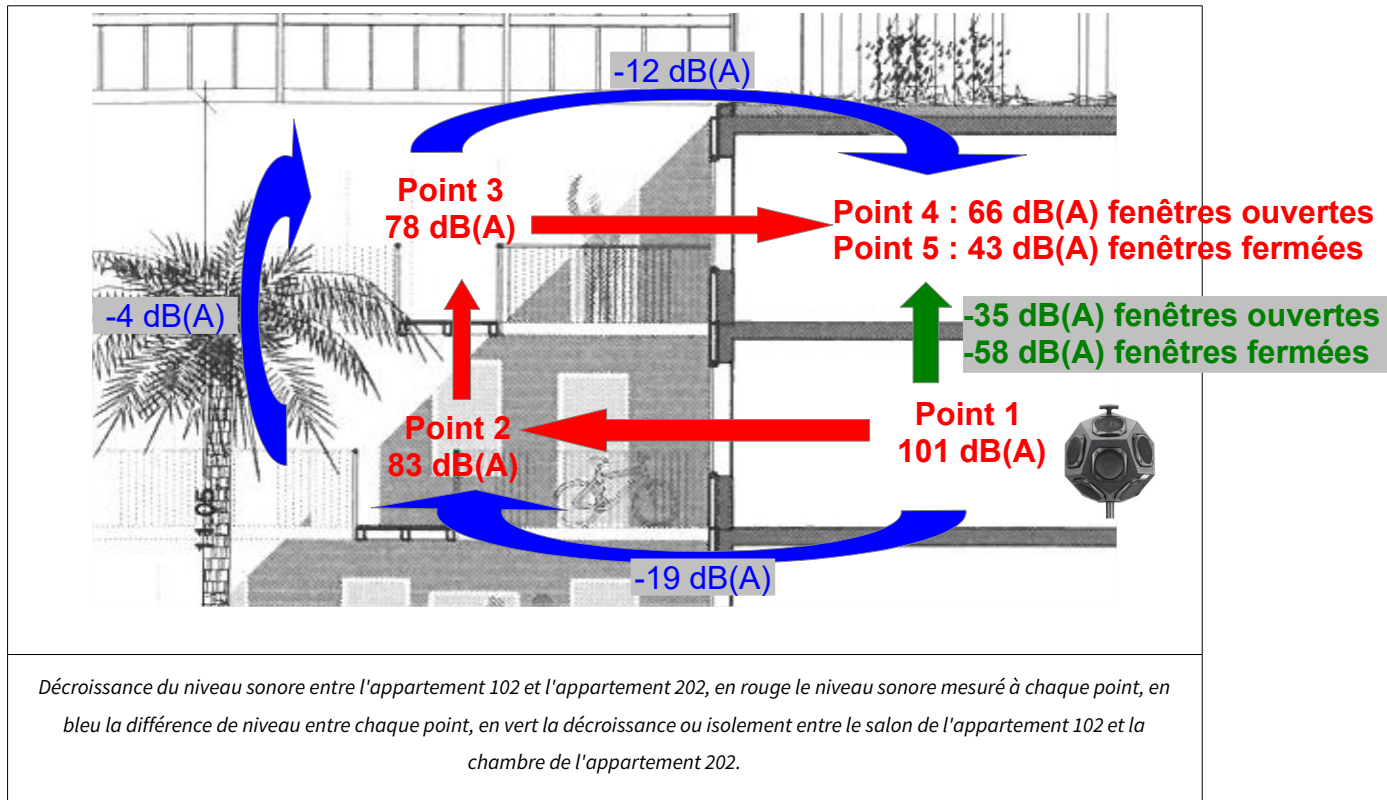 -12 dB(A)
Point 3
78 dB(A)
Point 4 : 66 dB(A) fenêtres ouvertes
Point 5 : 43 dB(A) fenêtres fermées
-4 dB(A)
-35 dB(A) fenêtres ouvertes
-58 dB(A) fenêtres fermées
Point 2
83 dB(A)
Point 1
101 dB(A)
11.05
-19 dB(A)
Décroissance du niveau sonore entre l'appartement 102 et l'appartement 202, en rouge le niveau sonore mesuré à chaque point, en
bleu la différence de niveau entre chaque point, en vert la décroissance ou isolement entre le salon de l'appartement 102 et la
chambre de l'appartement 202.